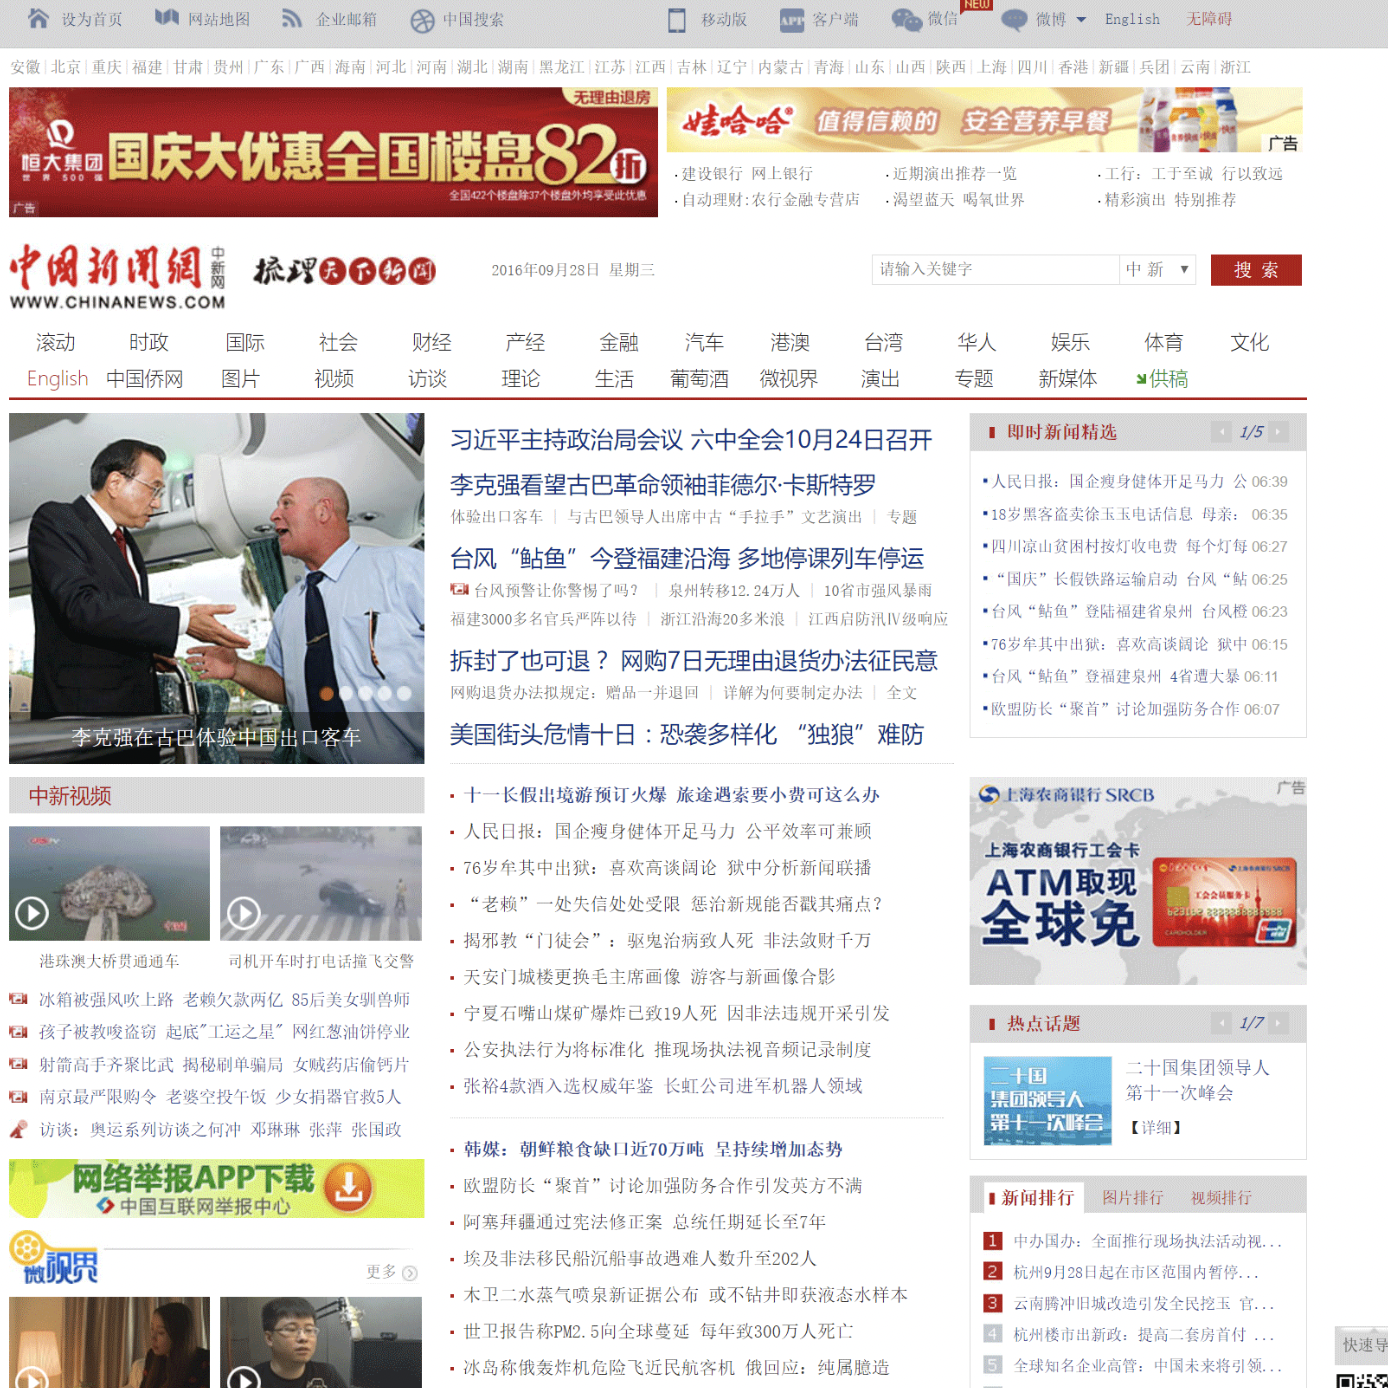 设为首页 网站地图 企业邮箱 中国搜索 移动版 APP 客户端 微信 NEW 微博 English 无障碍
安徽 | 北京 | 重庆 | 福建 | 甘肃 | 贵州 | 广东 | 广西 | 海南 | 河北 | 河南 | 湖北 | 湖南 | 黑龙江 | 江苏 | 江西 | 吉林 | 辽宁 | 内蒙古 | 青海 | 山东 | 山西 | 陕西 | 上海 | 四川 | 香港 | 新疆 | 兵团 | 云南 | 浙江
无理由退房
恒大集团
世界500强
国庆大优惠全国楼盘82折
全国422个楼盘除37个楼盘外均享受此优惠
广告
娃哈哈® 值得信赖的 安全营养早餐
广告
·建设银行 网上银行
·近期演出推荐一览
·工行：工于至诚 行以致远
·自动理财:农行金融专营店
·渴望蓝天 喝氧世界
·精彩演出 特别推荐
中国新闻網 中新网
WWW.CHINANEWS.COM
梳理天下新闻
2016年09月28日 星期三
请输入关键字 中 新 ▼ 搜 索
滚动 时政 国际 社会 财经 产经 金融 汽车 港澳 台湾 华人 娱乐 体育 文化
English 中国侨网 图片 视频 访谈 理论 生活 葡萄酒 微视界 演出 专题 新媒体 供稿
李克强在古巴体验中国出口客车
中新视频
港珠澳大桥贯通通车
司机开车时打电话撞飞交警
冰箱被强风吹上路 老赖欠款两亿 85后美女驯兽师
孩子被教唆盗窃 起底"工运之星" 网红葱油饼停业
射箭高手齐聚比武 揭秘刷单骗局 女贼药店偷钙片
南京最严限购令 老婆空投午饭 少女捐器官救5人
访谈：奥运系列访谈之何冲 邓琳琳 张萍 张国政
网络举报APP下载
中国互联网举报中心
微视界
更多
习近平主持政治局会议 六中全会10月24日召开
李克强看望古巴革命领袖菲德尔·卡斯特罗
体验出口客车 | 与古巴领导人出席中古“手拉手”文艺演出 | 专题
台风“鲇鱼”今登福建沿海 多地停课列车停运
台风预警让你警惕了吗？ | 泉州转移12.24万人 | 10省市强风暴雨
福建3000多名官兵严阵以待 | 浙江沿海20多米浪 | 江西启防汛Ⅳ级响应
拆封了也可退？ 网购7日无理由退货办法征民意
网购退货办法拟规定：赠品一并退回 | 详解为何要制定办法 | 全文
美国街头危情十日：恐袭多样化 “独狼”难防
十一长假出境游预订火爆 旅途遇索要小费可这么办
人民日报：国企瘦身健体开足马力 公平效率可兼顾
76岁牟其中出狱：喜欢高谈阔论 狱中分析新闻联播
“老赖”一处失信处处受限 惩治新规能否戳其痛点？
揭邪教“门徒会”：驱鬼治病致人死 非法敛财千万
天安门城楼更换毛主席画像 游客与新画像合影
宁夏石嘴山煤矿爆炸已致19人死 因非法违规开采引发
公安执法行为将标准化 推现场执法视音频记录制度
张裕4款酒入选权威年鉴 长虹公司进军机器人领域
韩媒：朝鲜粮食缺口近70万吨 呈持续增加态势
欧盟防长“聚首”讨论加强防务合作引发英方不满
阿塞拜疆通过宪法修正案 总统任期延长至7年
埃及非法移民船沉船事故遇难人数升至202人
木卫二水蒸气喷泉新证据公布 或不钻井即获液态水样本
世卫报告称PM2.5向全球蔓延 每年致300万人死亡
冰岛称俄轰炸机危险飞近民航客机 俄回应：纯属臆造
即时新闻精选 1/5
人民日报：国企瘦身健体开足马力 公 06:39
18岁黑客盗卖徐玉玉电话信息 母亲： 06:35
四川凉山贫困村按灯收电费 每个灯每 06:27
“国庆”长假铁路运输启动 台风“鲇 06:25
台风“鲇鱼”登陆福建省泉州 台风橙 06:23
76岁牟其中出狱：喜欢高谈阔论 狱中 06:15
台风“鲇鱼”登福建泉州 4省遭大暴 06:11
欧盟防长“聚首”讨论加强防务合作 06:07
广告
上海农商银行 SRCB
上海农商银行工会卡
ATM取现
全球免
工会会员服务卡
热点话题 1/7
二十国
集团领导人
第十一次峰会
二十国集团领导人
第十一次峰会
【详细】
新闻排行 图片排行 视频排行
1 中办国办：全面推行现场执法活动视...
2 杭州9月28日起在市区范围内暂停...
3 云南腾冲旧城改造引发全民挖玉 官...
4 杭州楼市出新政：提高二套房首付 ...
5 全球知名企业高管：中国未来将引领...
快速导